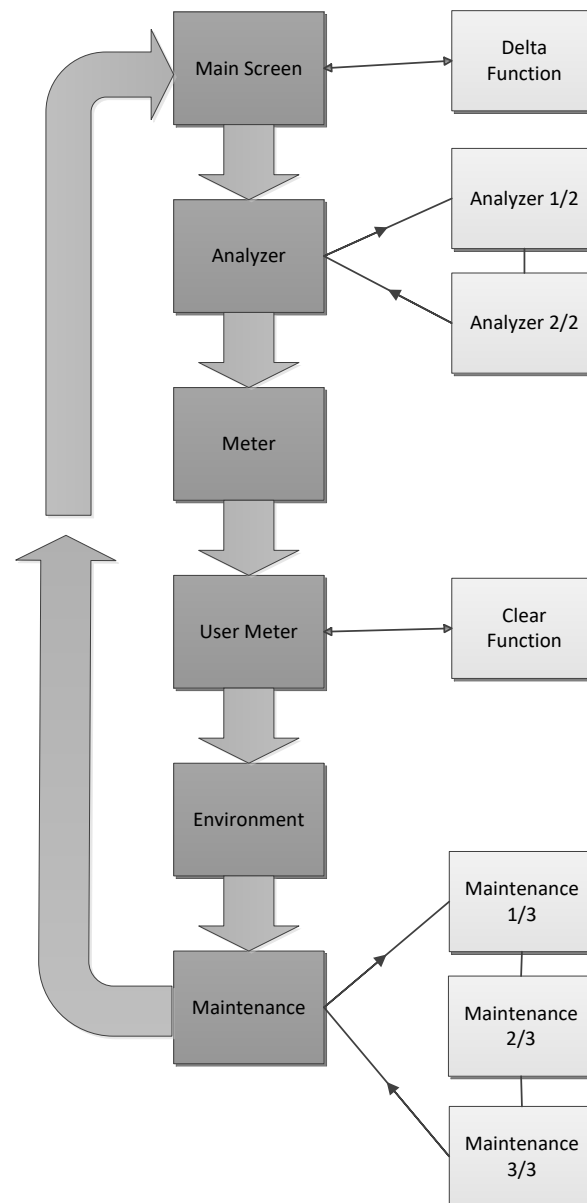 Main Screen
Delta
Function
Analyzer
Analyzer 1/2
Analyzer 2/2
Meter
User Meter
Clear
Function
Environment
Maintenance
Maintenance
1/3
Maintenance
2/3
Maintenance
3/3